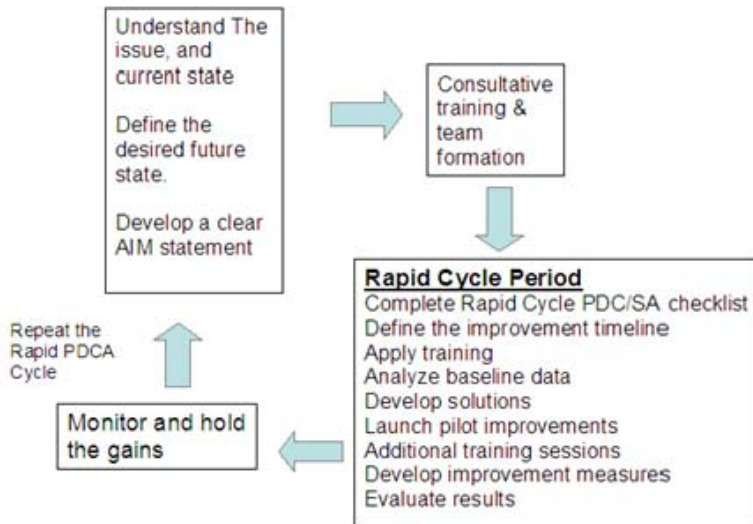 Understand The
issue, and
current state
Define the
desired future
state.
Develop a clear
AIM statement
Consultative
training &
team
formation
Rapid Cycle Period
Complete Rapid Cycle PDC/SA checklist
Define the improvement timeline
Apply training
Analyze baseline data
Develop solutions
Launch pilot improvements
Additional training sessions
Develop improvement measures
Evaluate results
Monitor and hold
the gains
Repeat the
Rapid PDCA
Cycle